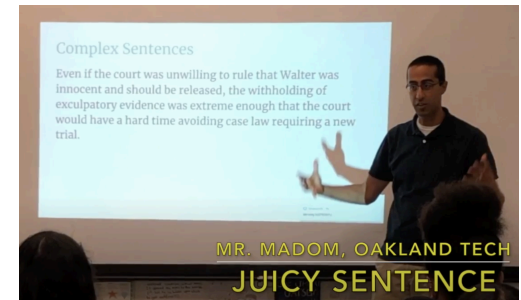 Complex Sentences
Even if the court was unwilling to rule that Walter was
innocent and should be released, the withholding of
exculpatory evidence was extreme enough that the court
would have a hard time avoiding case law requiring a new
trial.
MR. MADOM, OAKLAND TECH
JUICY SENTENCE